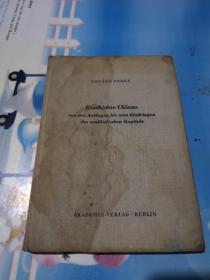 EDUARD ERKES
Geschichte Chinas
von den Anfängen bis zum Eindringen
des ausländischen Kapitals
AKADEMIE-VERLAG · BERLIN